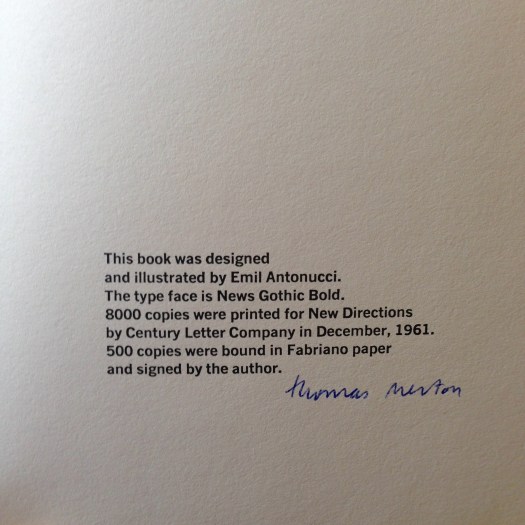 This book was designed
and illustrated by Emil Antonucci.
The type face is News Gothic Bold.
8000 copies were printed for New Directions
by Century Letter Company in December, 1961.
500 copies were bound in Fabriano paper
and signed by the author.
Thomas Merton